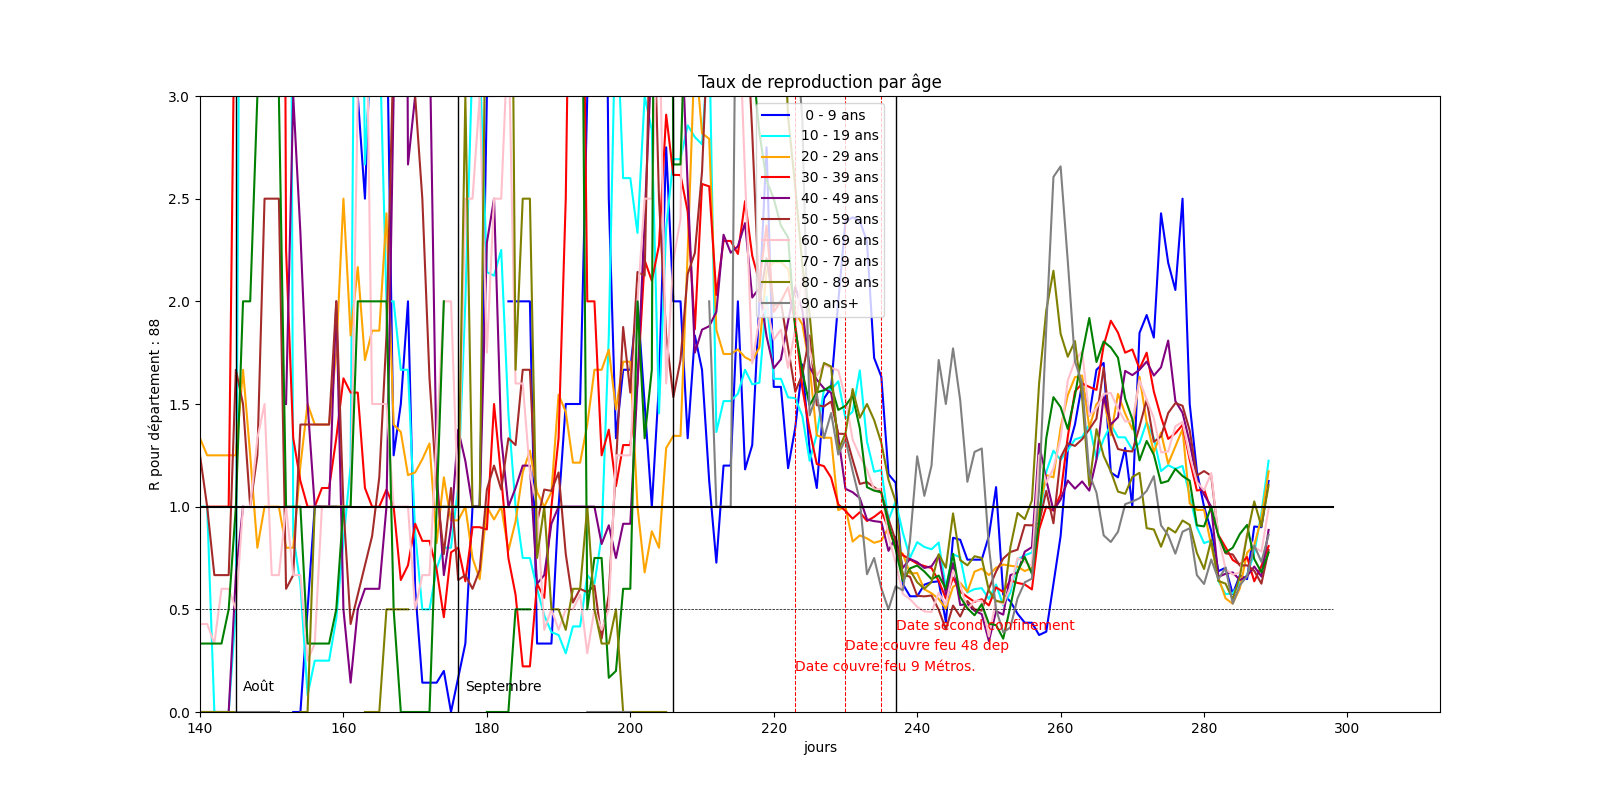 Taux de reproduction par âge
R pour département : 88
3.0
2.5
2.0
1.5
1.0
0.5
0.0
0 - 9 ans
10 - 19 ans
20 - 29 ans
30 - 39 ans
40 - 49 ans
50 - 59 ans
60 - 69 ans
70 - 79 ans
80 - 89 ans
90 ans+
Date second confinement
Date couvre feu 48 dep
Date couvre feu 9 Métros.
Août
Septembre
140 160 180 200 220 240 260 280 300
jours